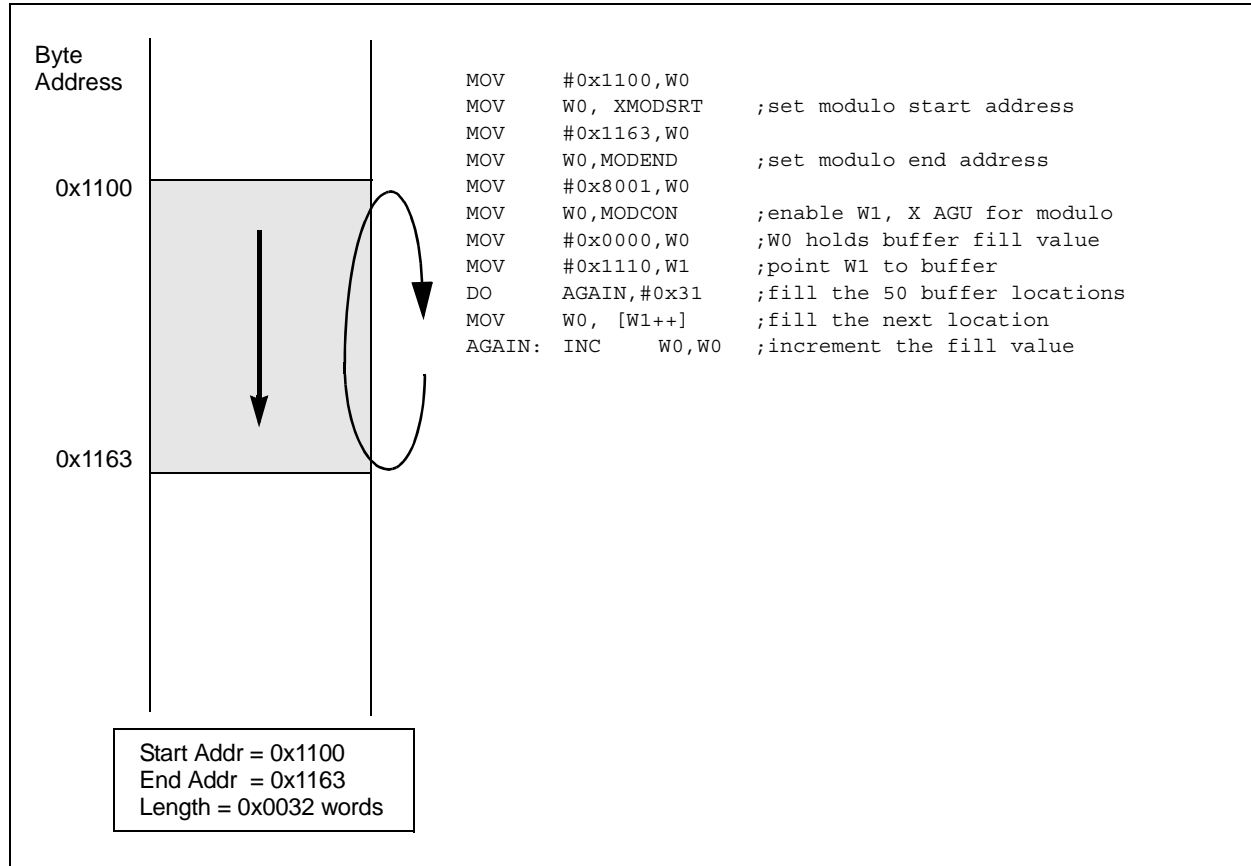 Byte
Address
0x1100
0x1163
MOV #0x1100,W0
MOV W0, XMODSRT ;set modulo start address
MOV #0x1163,W0
MOV W0,MODEND ;set modulo end address
MOV #0x8001,W0
MOV W0,MODCON ;enable W1, X AGU for modulo
MOV #0x0000,W0 ;W0 holds buffer fill value
MOV #0x1110,W1 ;point W1 to buffer
DO AGAIN,#0x31 ;fill the 50 buffer locations
MOV W0, [W1++] ;fill the next location
AGAIN: INC W0,W0 ;increment the fill value
Start Addr = 0x1100
End Addr = 0x1163
Length = 0x0032 words